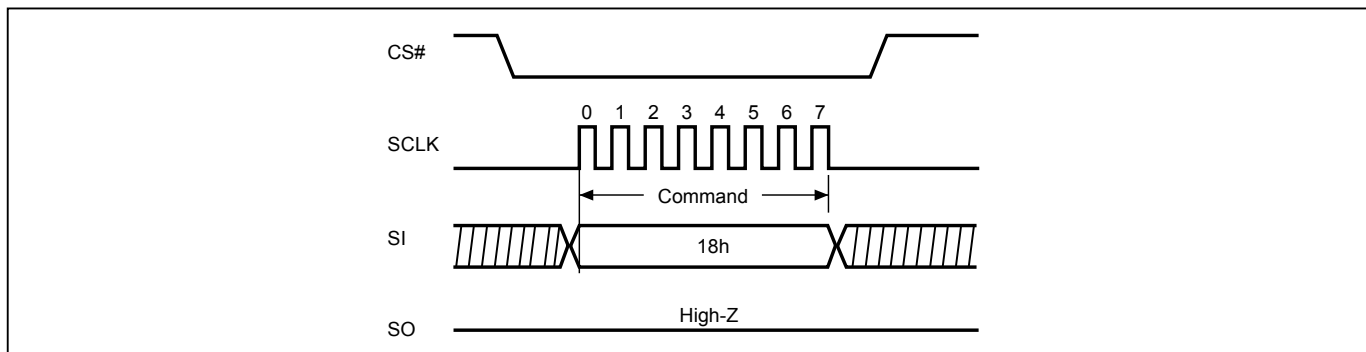 CS#
0 1 2 3 4 5 6 7
SCLK
Command
SI
18h
High-Z
SO